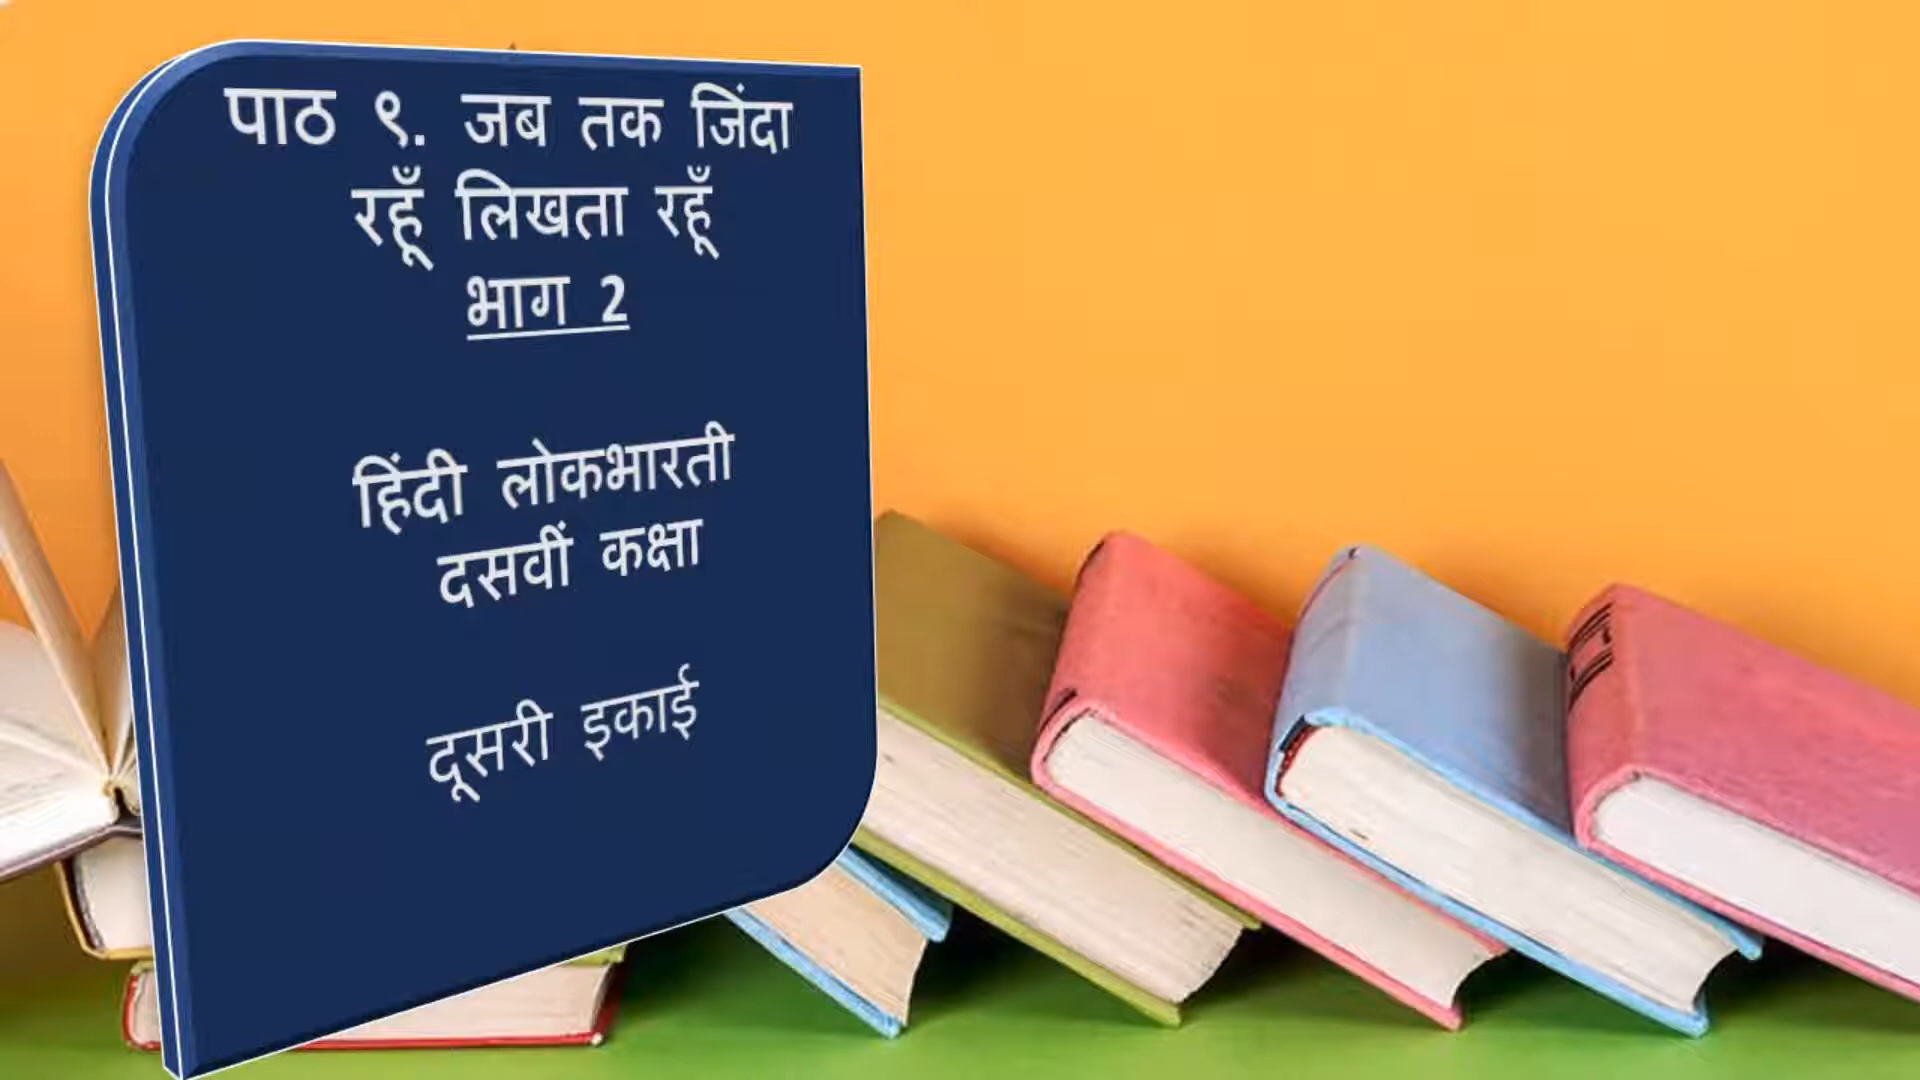 पाठ ९. जब तक जिंदा
रहूँ लिखता रहूँ
भाग 2
हिंदी लोकभारती
दसवीं कक्षा
दूसरी इकाई